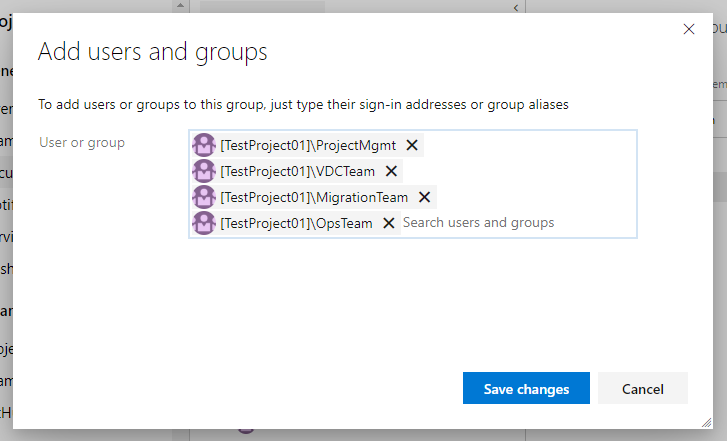 Add users and groups
To add users or groups to this group, just type their sign-in addresses or group aliases
User or group
[TestProject01]\ProjectMgmt
[TestProject01]\VDCTeam
[TestProject01]\MigrationTeam
[TestProject01]\OpsTeam Search users and groups
Save changes Cancel